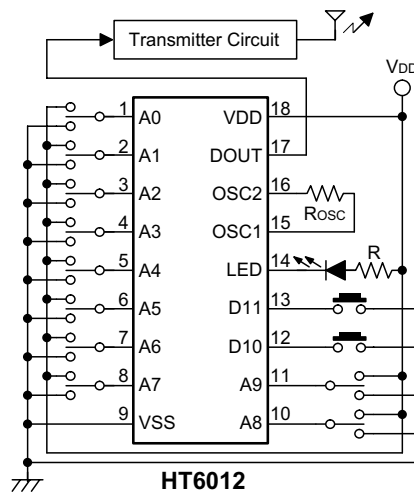 Transmitter Circuit
VDD
1 A0 VDD 18
2 A1 DOUT 17
3 A2 OSC2 16
ROSC
4 A3 OSC1 15
5 A4 LED 14 R
6 A5 D11 13
7 A6 D10 12
8 A7 A9 11
9 VSS A8 10
HT6012